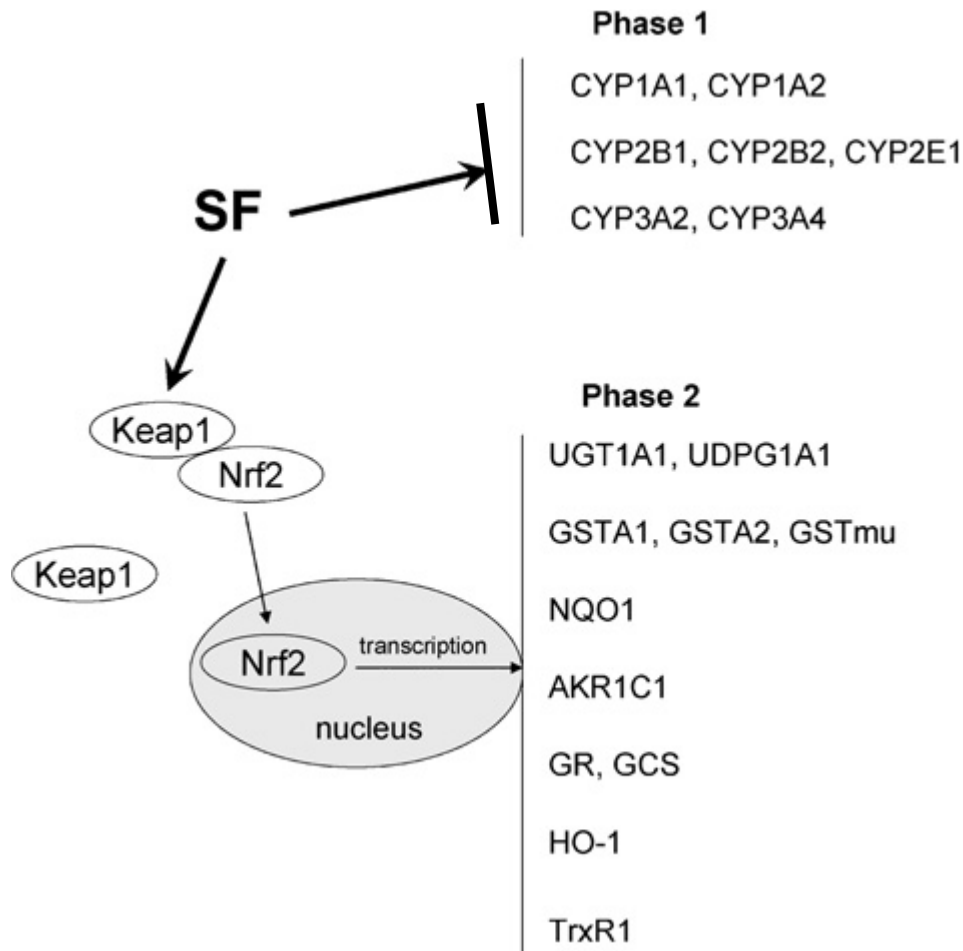 Phase 1
CYP1A1, CYP1A2
CYP2B1, CYP2B2, CYP2E1
CYP3A2, CYP3A4
SF
Keap1
Nrf2
Keap1
Nrf2
transcription
nucleus
Phase 2
UGT1A1, UDPG1A1
GSTA1, GSTA2, GSTmu
NQO1
AKR1C1
GR, GCS
HO-1
TrxR1